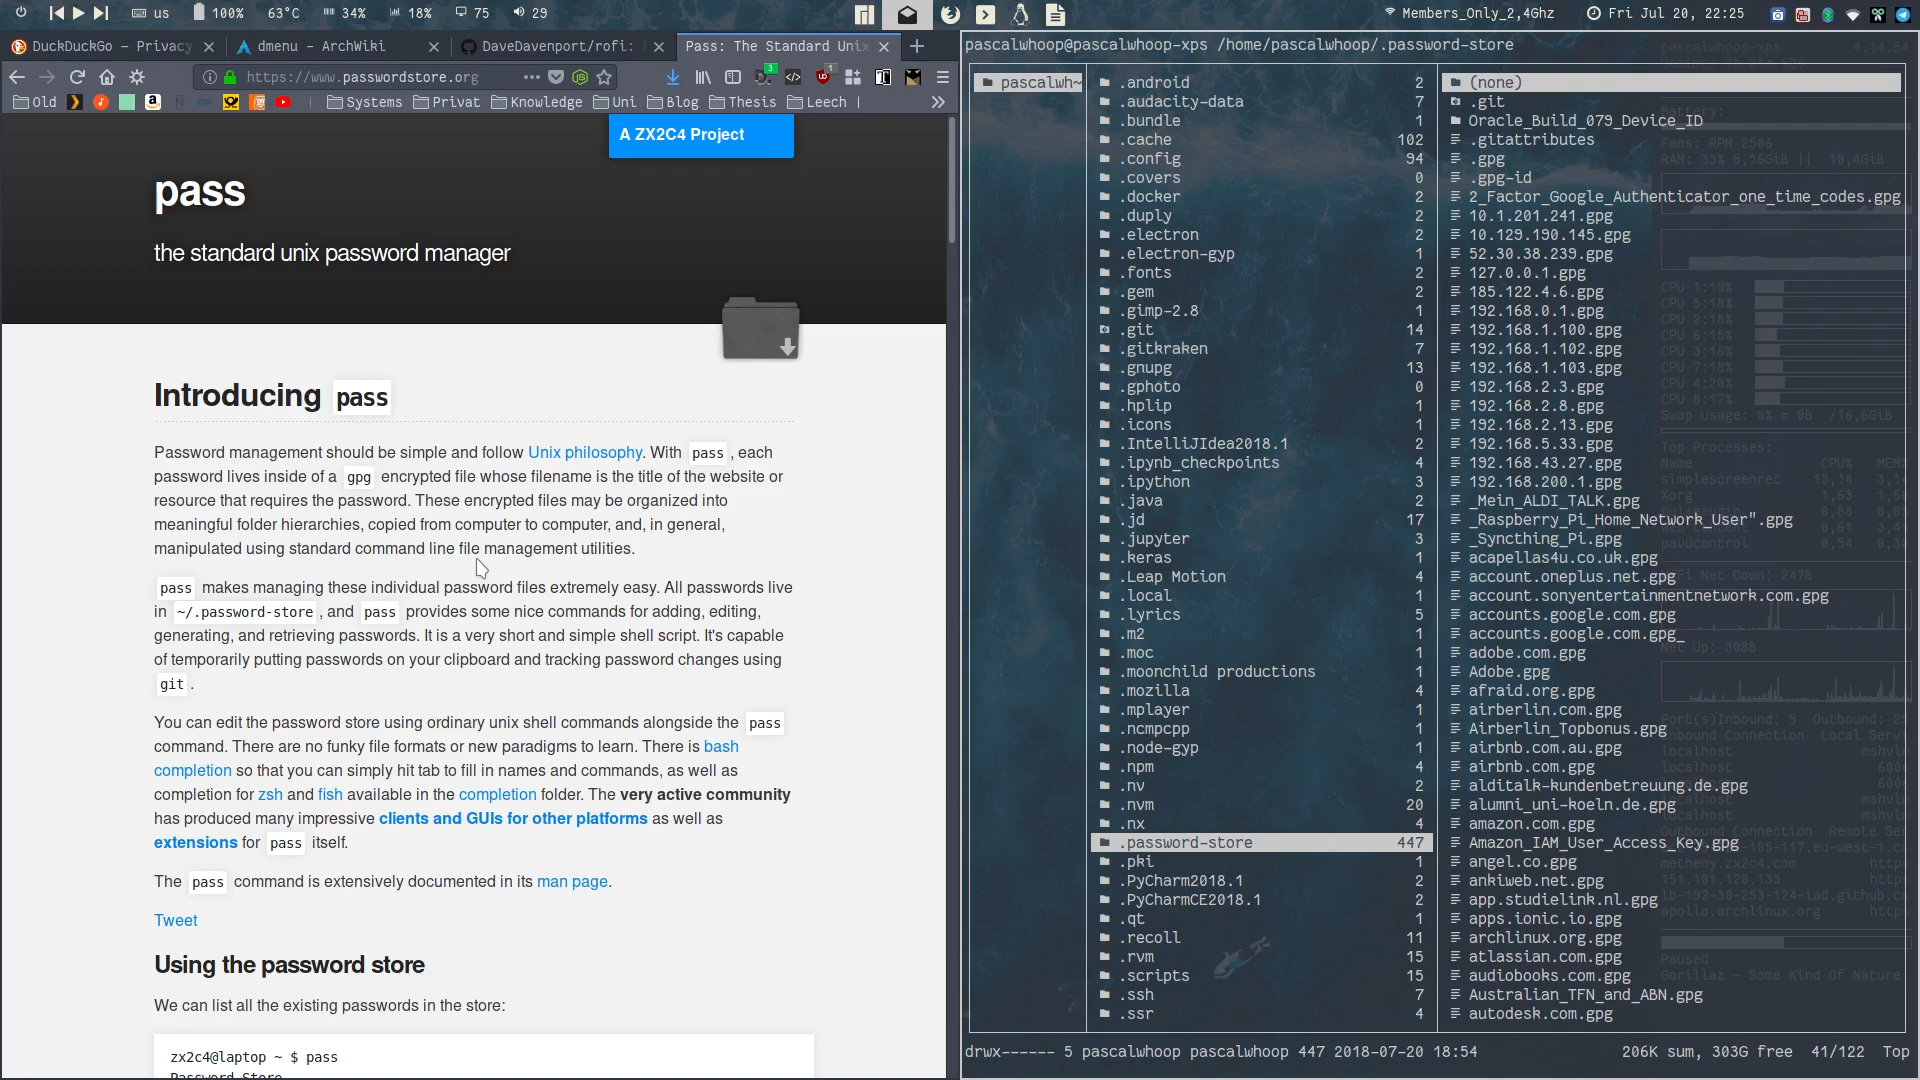 us 100% 63°C 34% 18% 75 29 Members_Only_2,4Ghz Fri Jul 20, 22:25
DuckDuckGo — Privacy dmenu - ArchWiki DaveDavenport/rofi: Pass: The Standard Unix
https://www.passwordstore.org
Old Systems Privat Knowledge Uni Blog Thesis Leech
A ZX2C4 Project
pass
the standard unix password manager
Introducing pass
Password management should be simple and follow Unix philosophy. With pass , each
password lives inside of a gpg encrypted file whose filename is the title of the website or
resource that requires the password. These encrypted files may be organized into
meaningful folder hierarchies, copied from computer to computer, and, in general,
manipulated using standard command line file management utilities.
pass makes managing these individual password files extremely easy. All passwords live
in ~/.password-store , and pass provides some nice commands for adding, editing,
generating, and retrieving passwords. It is a very short and simple shell script. It's capable
of temporarily putting passwords on your clipboard and tracking password changes using
git .
You can edit the password store using ordinary unix shell commands alongside the pass
command. There are no funky file formats or new paradigms to learn. There is bash
completion so that you can simply hit tab to fill in names and commands, as well as
completion for zsh and fish available in the completion folder. The very active community
has produced many impressive clients and GUIs for other platforms as well as
extensions for pass itself.
The pass command is extensively documented in its man page.
Tweet
Using the password store
We can list all the existing passwords in the store:
zx2c4@laptop ~ $ pass
Password Store
pascalwhoop@pascalwhoop-xps /home/pascalwhoop/.password-store
pascalwh~
.android 2
.audacity-data 7
.bundle 1
.cache 102
.config 94
.covers 0
.docker 2
.duply 2
.electron 2
.electron-gyp 1
.fonts 2
.gem 2
.gimp-2.8 1
.git 14
.gitkraken 7
.gnupg 13
.gphoto 0
.hplip 1
.icons 1
.IntelliJIdea2018.1 2
.ipynb_checkpoints 4
.ipython 3
.java 2
.jd 17
.jupyter 3
.keras 1
.Leap Motion 4
.local 1
.lyrics 5
.m2 1
.moc 1
.moonchild productions 1
.mozilla 4
.mplayer 1
.ncmpcpp 1
.node-gyp 1
.npm 4
.nv 2
.nvm 20
.nx 4
.password-store 447
.pki 1
.PyCharm2018.1 2
.PyCharmCE2018.1 2
.qt 1
.recoll 11
.rvm 15
.scripts 15
.ssh 7
.ssr 4
(none)
.git
Oracle_Build_079_Device_ID
.gitattributes
.gpg
.gpg-id
2_Factor_Google_Authenticator_one_time_codes.gpg
10.1.201.241.gpg
10.129.190.145.gpg
52.30.38.239.gpg
127.0.0.1.gpg
185.122.4.6.gpg
192.168.0.1.gpg
192.168.1.100.gpg
192.168.1.102.gpg
192.168.1.103.gpg
192.168.2.3.gpg
192.168.2.8.gpg
192.168.2.13.gpg
192.168.5.33.gpg
192.168.43.27.gpg
192.168.200.1.gpg
_Mein_ALDI_TALK.gpg
_Raspberry_Pi_Home_Network_User".gpg
_Syncthing_Pi.gpg
acapellas4u.co.uk.gpg
account.oneplus.net.gpg
account.sonyentertainmentnetwork.com.gpg
accounts.google.com.gpg
accounts.google.com.gpg_
adobe.com.gpg
Adobe.gpg
afraid.org.gpg
airberlin.com.gpg
Airberlin_Topbonus.gpg
airbnb.com.au.gpg
airbnb.com.gpg
alditalk-kundenbetreuung.de.gpg
alumni_uni-koeln.de.gpg
amazon.com.gpg
Amazon_IAM_User_Access_Key.gpg
angel.co.gpg
ankiweb.net.gpg
app.studielink.nl.gpg
apps.ionic.io.gpg
archlinux.org.gpg
atlassian.com.gpg
audiobooks.com.gpg
Australian_TFN_and_ABN.gpg
autodesk.com.gpg
drwx------ 5 pascalwhoop pascalwhoop 447 2018-07-20 18:54 206K sum, 303G free 41/122 Top